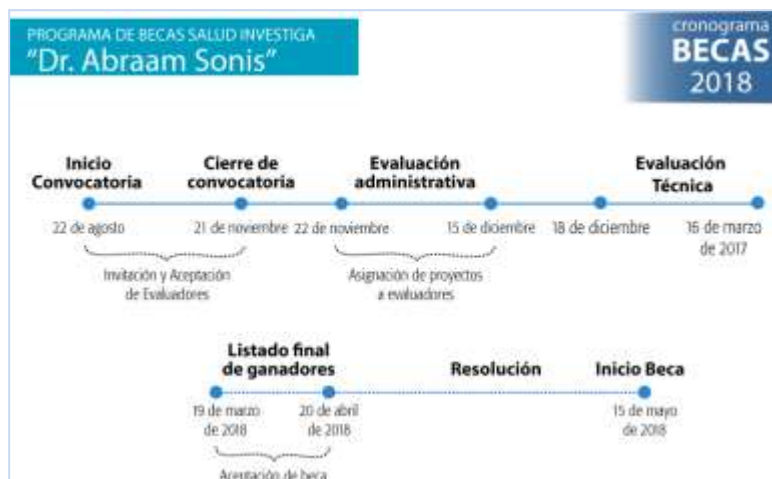 PROGRAMA DE BECAS SALUD INVESTIGA
"Dr. Abraam Sonis"
cronograma
BECAS
2018
Inicio
Convocatoria
Cierre de
convocatoria
Evaluación
administrativa
Evaluación
Técnica
22 de agosto
21 de noviembre
22 de noviembre
15 de diciembre
18 de diciembre
16 de marzo
de 2017
Invitación y Aceptación
de Evaluadores
Asignación de proyectos
a evaluadores
Listado final
de ganadores
Resolución
Inicio Beca
19 de marzo
de 2018
20 de abril
de 2018
15 de mayo
de 2018
Aceptación de beca